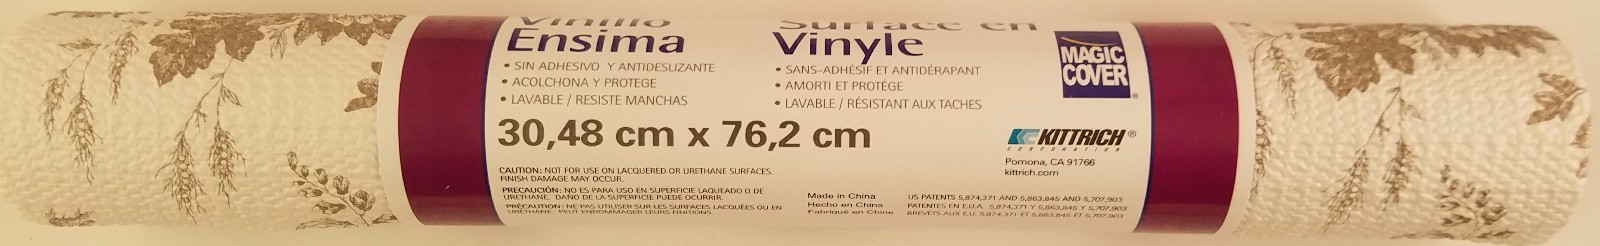 Vinilo
Ensima
• SIN ADHESIVO Y ANTIDESLIZANTE
• ACOLCHONA Y PROTEGE
• LAVABLE / RESISTE MANCHAS
Surface en
Vinyle
• SANS-ADHÉSIF ET ANTIDÉRAPANT
• AMORTI ET PROTÉGE
• LAVABLE / RÉSISTANT AUX TACHES
MAGIC
COVER
®
30,48 cm x 76,2 cm
KITTRICH®
CORPORATION
Pomona, CA 91766
kittrich.com
CAUTION: NOT FOR USE ON LACQUERED OR URETHANE SURFACES.
FINISH DAMAGE MAY OCCUR.
PRECAUCIÓN: NO ES PARA USO EN SUPERFICIE LAQUEADO O DE
URETHANE. DAÑO DE LA SUPERFICIE PUEDE OCURRIR.
PRÉCAUTION: NE PAS UTILISER SUR LES SURFACES LACQUÉES OU EN
URETHANE. PEUT ENDOMMAGER LEURS FINITIONS.
Made in China
Hecho en China
Fabriqué en Chine
US PATENTS 5,874,371 AND 5,863,845 AND 5,707,903
PATENTES EN E.U.A. 5,874,371 Y 5,863,845 Y 5,707,903
BREVETS AUX E.U. 5,874,371 ET 5,863,845 ET 5,707,903